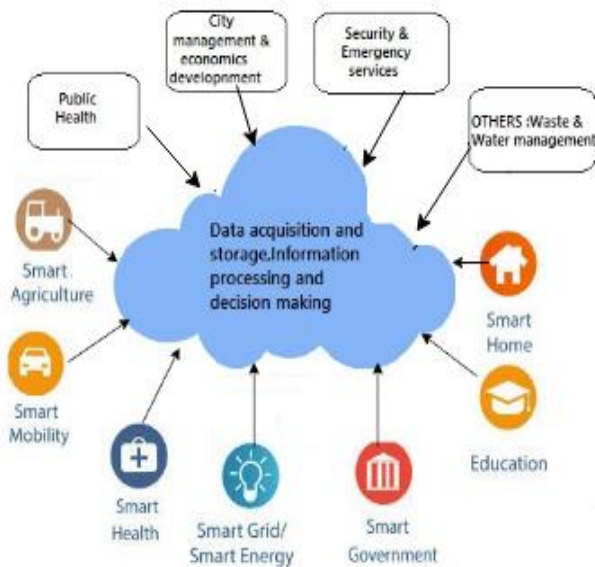 City
management &
economics
developnment
Security &
Emergency
services
Public
Health
OTHERS :Waste &
Water management
Data acquisition and
storage,Information
processing and
decision making
Smart.
Agriculture
Smart
Home
Smart
Mobility
Education
Smart
Health
Smart Grid/
Smart Energy
Smart
Government